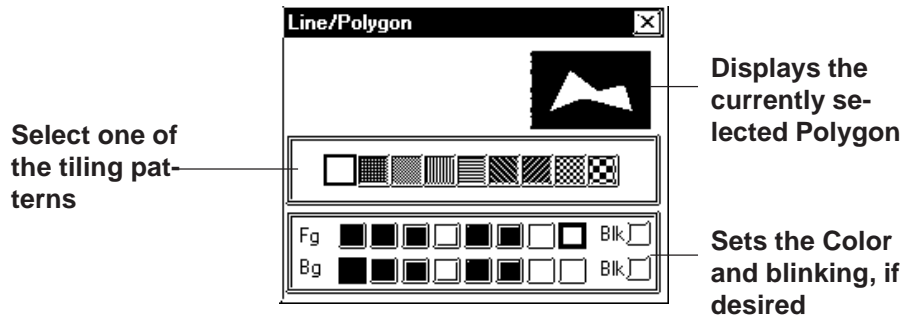 Line/Polygon
Displays the
currently se-
lected Polygon
Select one of
the tiling pat-
terns
Fg Blk
Bg Blk
Sets the Color
and blinking, if
desired